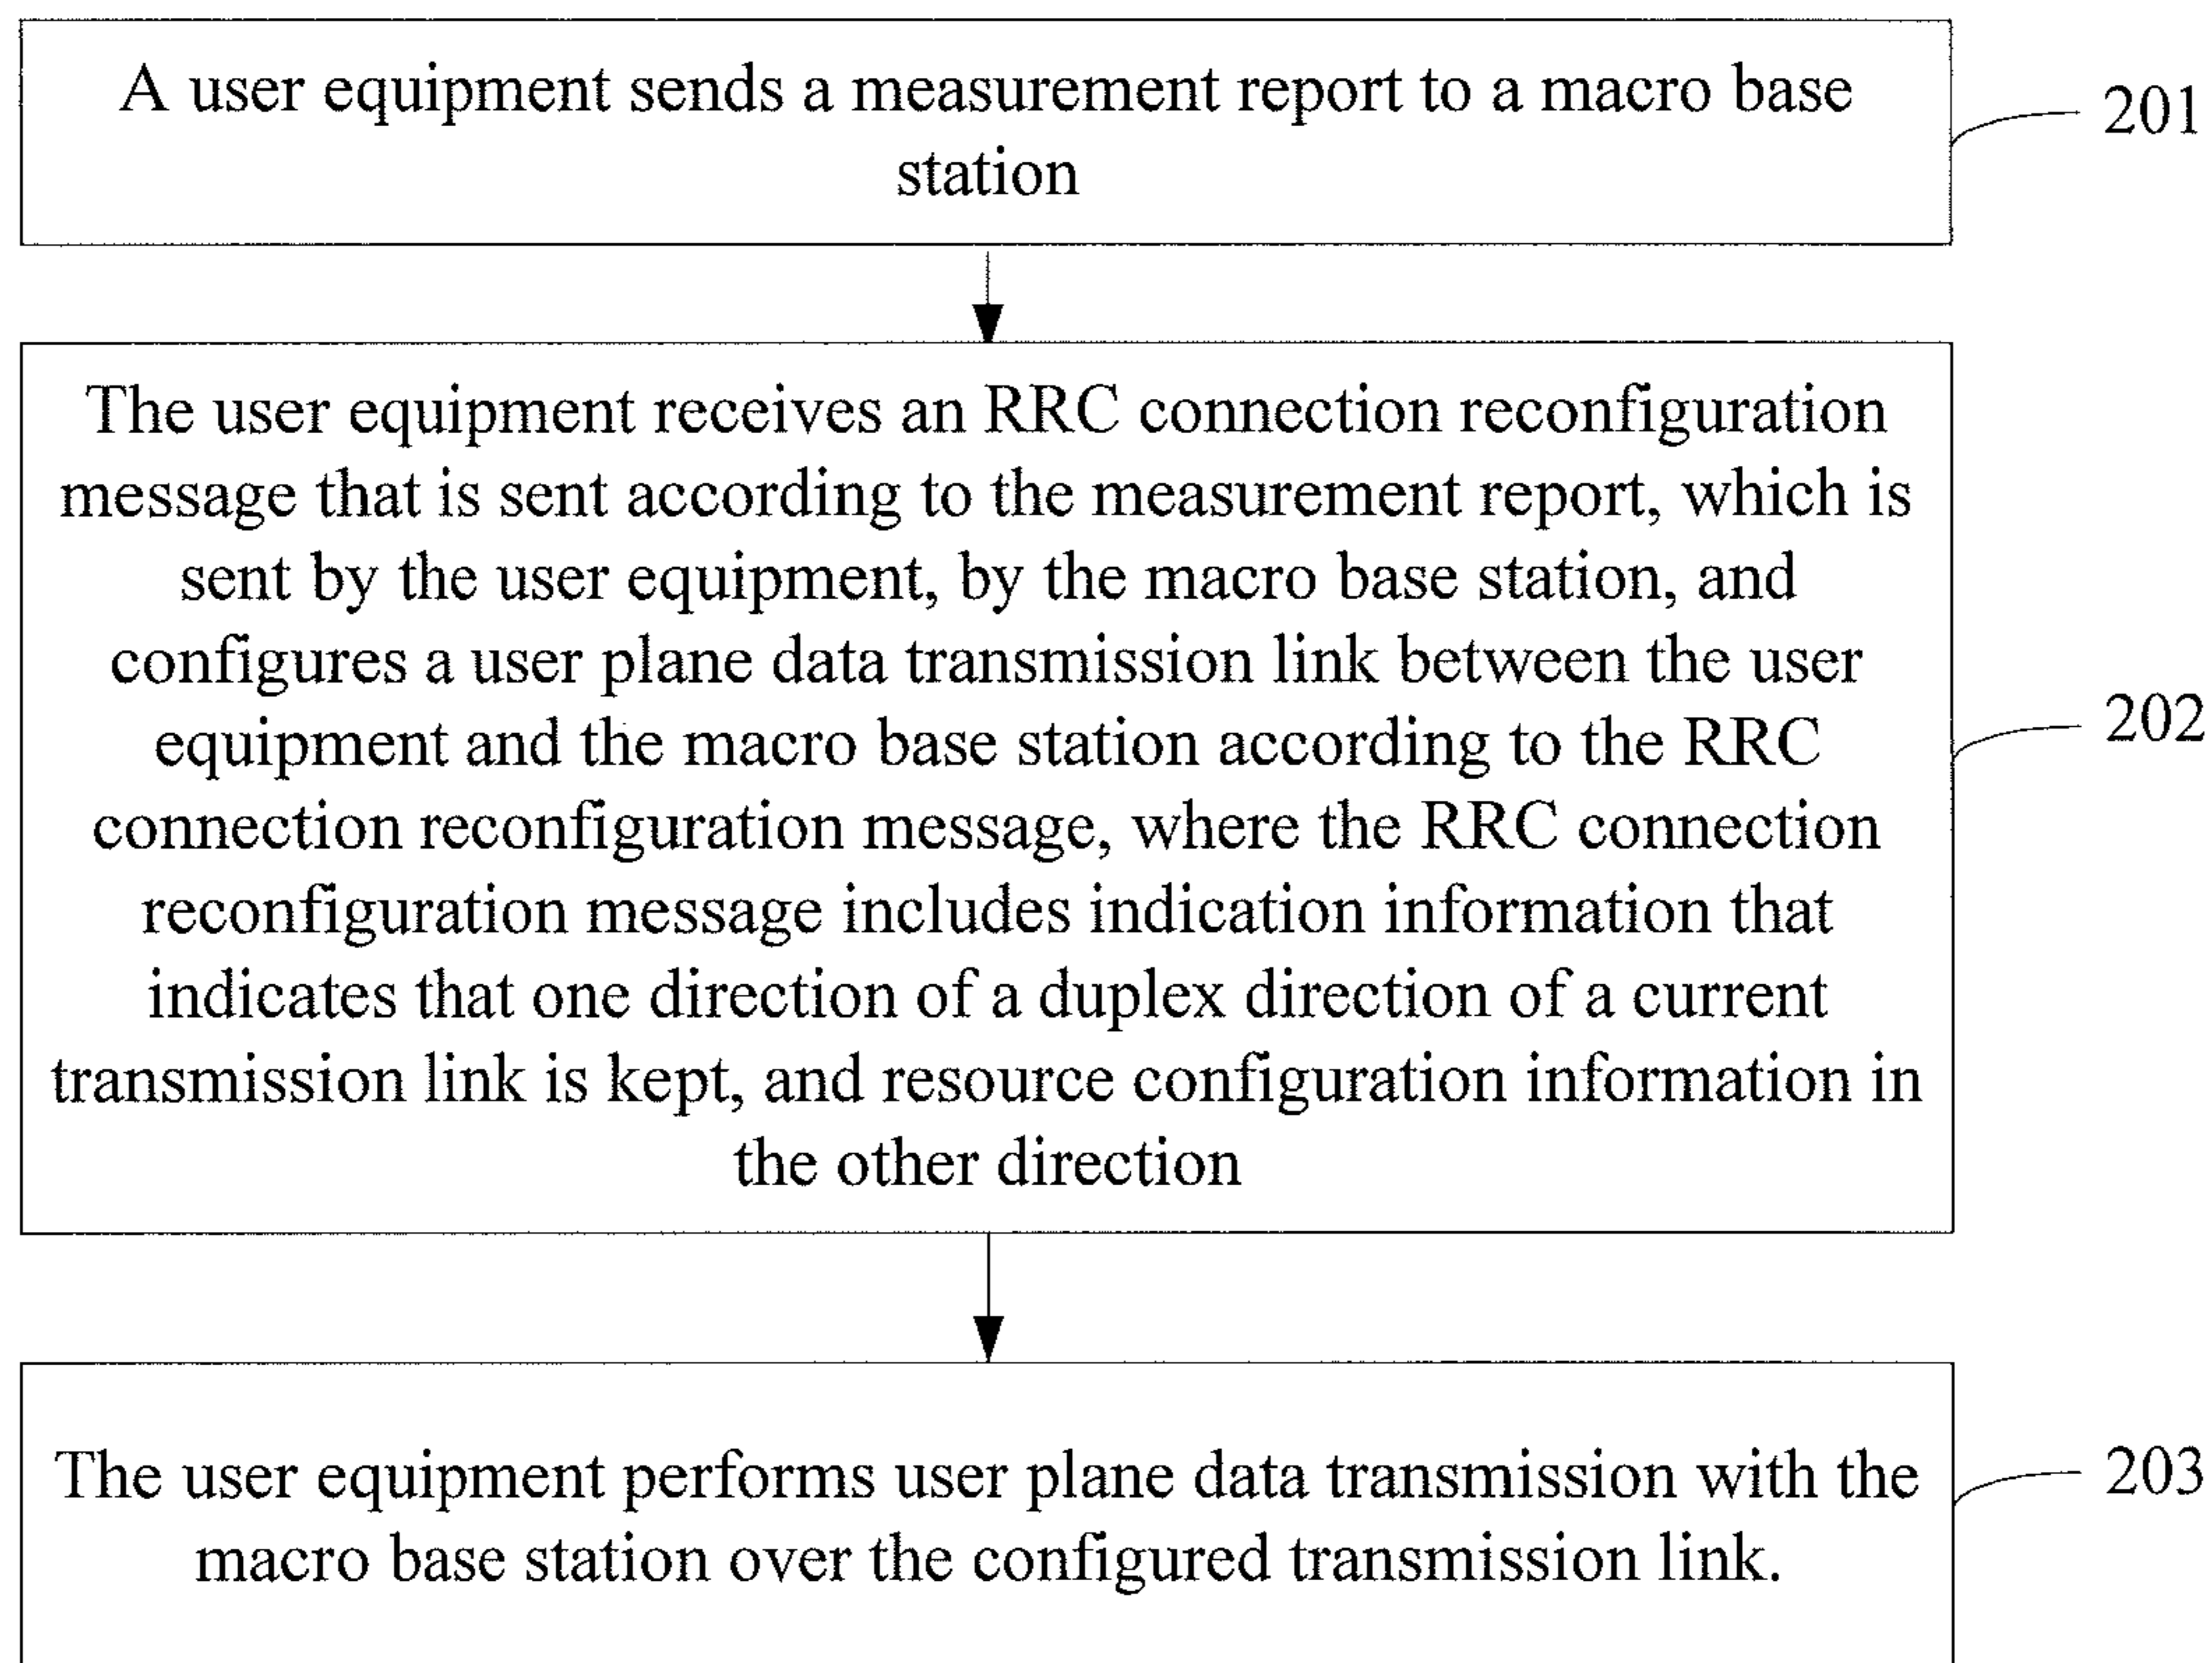 A user equipment sends a measurement report to a macro base
station
201
The user equipment receives an RRC connection reconfiguration
message that is sent according to the measurement report, which is
sent by the user equipment, by the macro base station, and
configures a user plane data transmission link between the user
equipment and the macro base station according to the RRC
connection reconfiguration message, where the RRC connection
reconfiguration message includes indication information that
indicates that one direction of a duplex direction of a current
transmission link is kept, and resource configuration information in
the other direction
202
The user equipment performs user plane data transmission with the
macro base station over the configured transmission link.
203